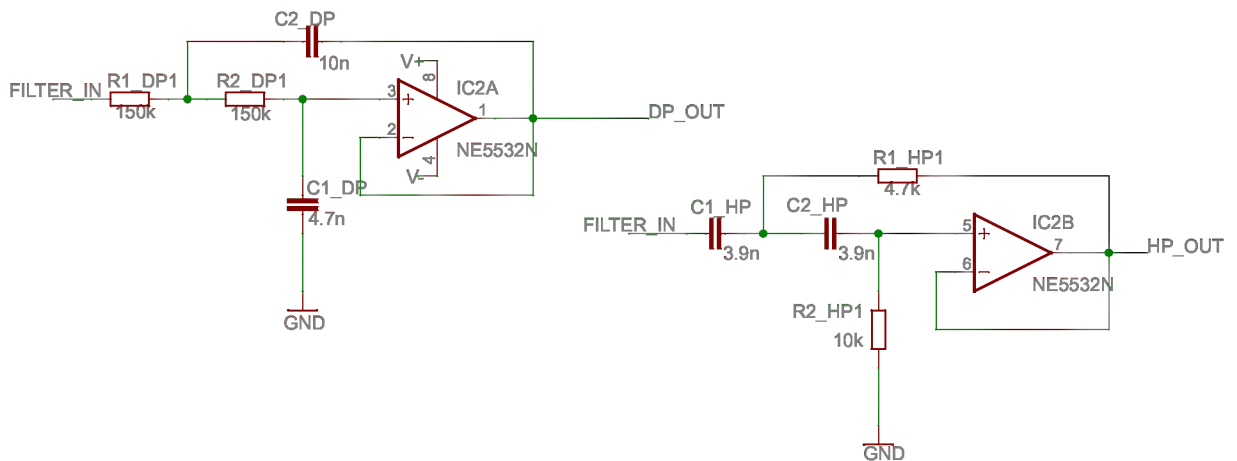 C2_DP
10n
FILTER_IN
R1_DP1
150k
R2_DP1
150k
V+
8
3
2
1
4
V-
IC2A
NE5532N
DP_OUT
C1_DP
4.7n
GND
R1_HP1
4.7k
FILTER_IN
C1_HP
3.9n
C2_HP
3.9n
5
6
7
IC2B
NE5532N
HP_OUT
R2_HP1
10k
GND